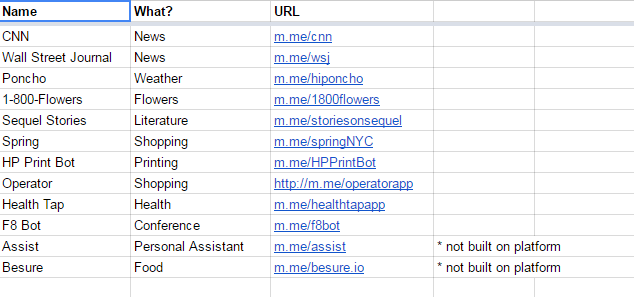 Name What? URL
CNN News m.me/cnn
Wall Street Journal News m.me/wsj
Poncho Weather m.me/hiponcho
1-800-Flowers Flowers m.me/1800flowers
Sequel Stories Literature m.me/storiesonsequel
Spring Shopping m.me/springNYC
HP Print Bot Printing m.me/HPPrintBot
Operator Shopping http://m.me/operatorapp
Health Tap Health m.me/healthtapapp
F8 Bot Conference m.me/f8bot
Assist Personal Assistant m.me/assist * not built on platform
Besure Food m.me/besure.io * not built on platform